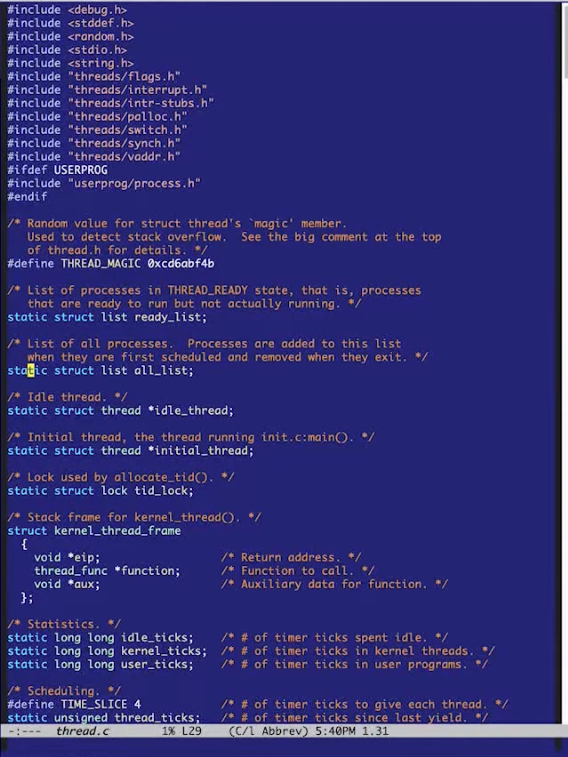 #include <debug.h>
#include <stddef.h>
#include <random.h>
#include <stdio.h>
#include <string.h>
#include "threads/flags.h"
#include "threads/interrupt.h"
#include "threads/intr-stubs.h"
#include "threads/palloc.h"
#include "threads/switch.h"
#include "threads/synch.h"
#include "threads/vaddr.h"
#ifdef USERPROG
#include "userprog/process.h"
#endif

/* Random value for struct thread's `magic' member.
   Used to detect stack overflow.  See the big comment at the top
   of thread.h for details. */
#define THREAD_MAGIC 0xcd6abf4b

/* List of processes in THREAD_READY state, that is, processes
   that are ready to run but not actually running. */
static struct list ready_list;

/* List of all processes.  Processes are added to this list
   when they are first scheduled and removed when they exit. */
static struct list all_list;

/* Idle thread. */
static struct thread *idle_thread;

/* Initial thread, the thread running init.c:main(). */
static struct thread *initial_thread;

/* Lock used by allocate_tid(). */
static struct lock tid_lock;

/* Stack frame for kernel_thread(). */
struct kernel_thread_frame
  {
    void *eip;                  /* Return address. */
    thread_func *function;      /* Function to call. */
    void *aux;                  /* Auxiliary data for function. */
  };

/* Statistics. */
static long long idle_ticks;    /* # of timer ticks spent idle. */
static long long kernel_ticks;  /* # of timer ticks in kernel threads. */
static long long user_ticks;    /* # of timer ticks in user programs. */

/* Scheduling. */
#define TIME_SLICE 4            /* # of timer ticks to give each thread. */
static unsigned thread_ticks;   /* # of timer ticks since last yield. */
-:---  thread.c        1% L29    (C/l Abbrev) 5:40PM 1.31